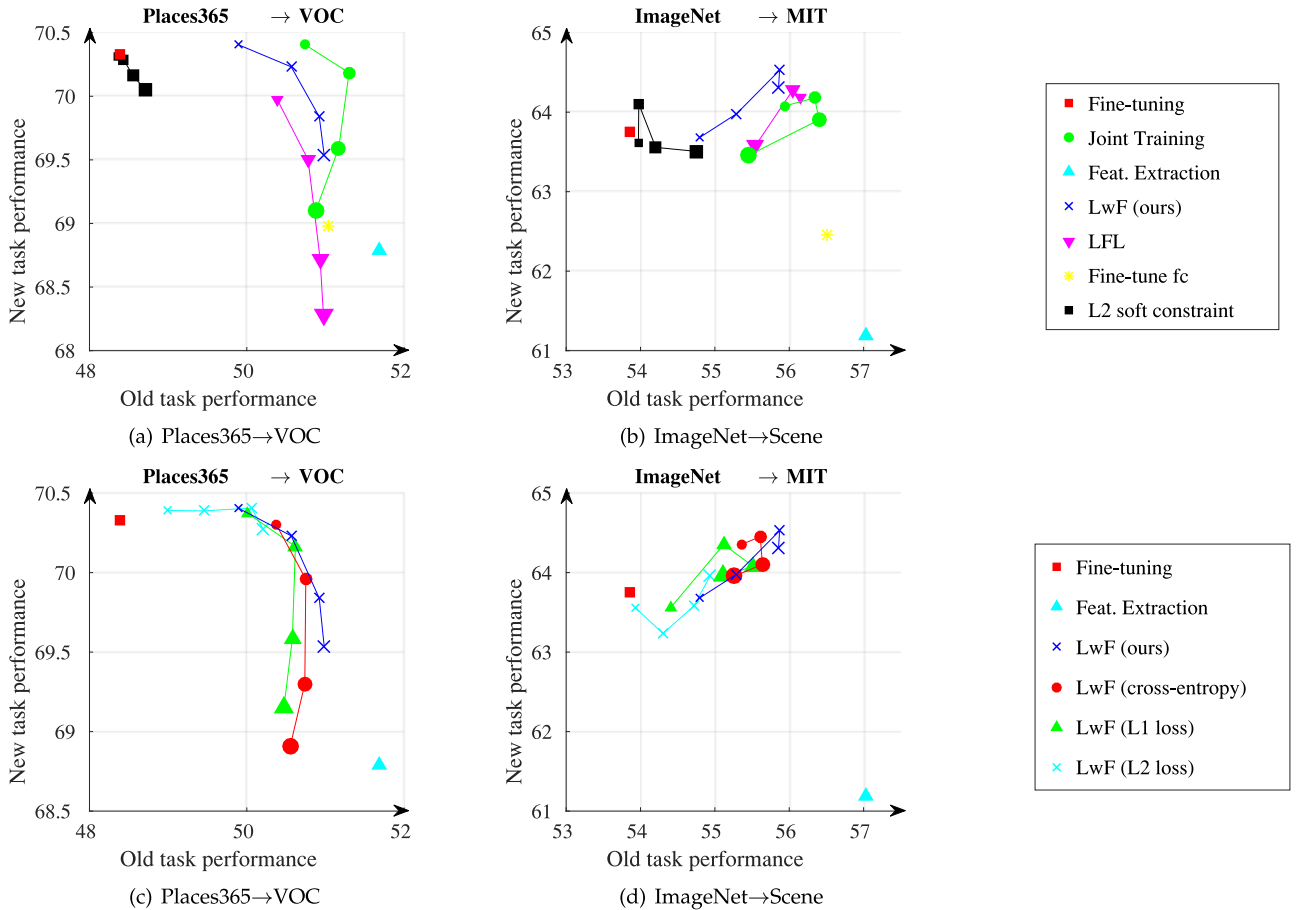 Places365 → VOC
New task performance
70.5
70
69.5
69
68.5
68
48
50
52
Old task performance
(a) Places365→VOC
ImageNet → MIT
New task performance
65
64
63
62
61
53
54
55
56
57
Old task performance
(b) ImageNet→Scene
Fine-tuning
Joint Training
Feat. Extraction
LwF (ours)
LFL
Fine-tune fc
L2 soft constraint
Places365 → VOC
New task performance
70.5
70
69.5
69
68.5
48
50
52
Old task performance
(c) Places365→VOC
ImageNet → MIT
New task performance
65
64
63
62
61
53
54
55
56
57
Old task performance
(d) ImageNet→Scene
Fine-tuning
Feat. Extraction
LwF (ours)
LwF (cross-entropy)
LwF (L1 loss)
LwF (L2 loss)